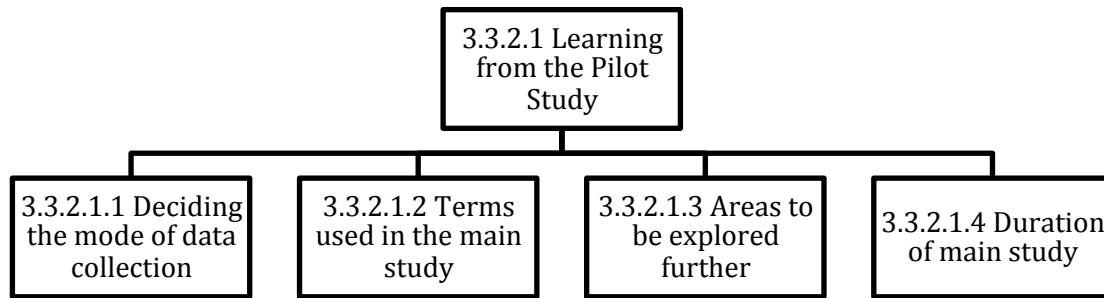 3.3.2.1 Learning
from the Pilot
Study
3.3.2.1.1 Deciding
the mode of data
collection
3.3.2.1.2 Terms
used in the main
study
3.3.2.1.3 Areas to
be explored
further
3.3.2.1.4 Duration
of main study